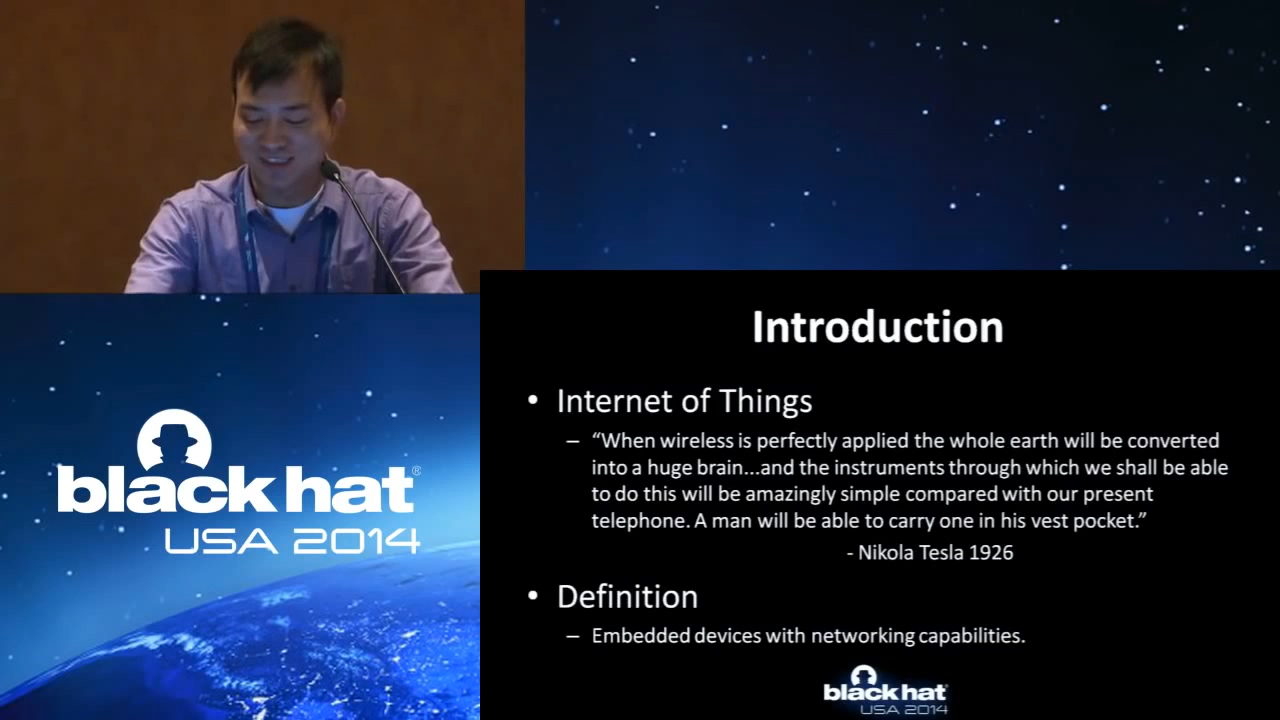 black hat®
USA 2014
Introduction
• Internet of Things
– “When wireless is perfectly applied the whole earth will be converted
into a huge brain...and the instruments through which we shall be able
to do this will be amazingly simple compared with our present
telephone. A man will be able to carry one in his vest pocket.”
- Nikola Tesla 1926
• Definition
– Embedded devices with networking capabilities.
black hat
USA 2014